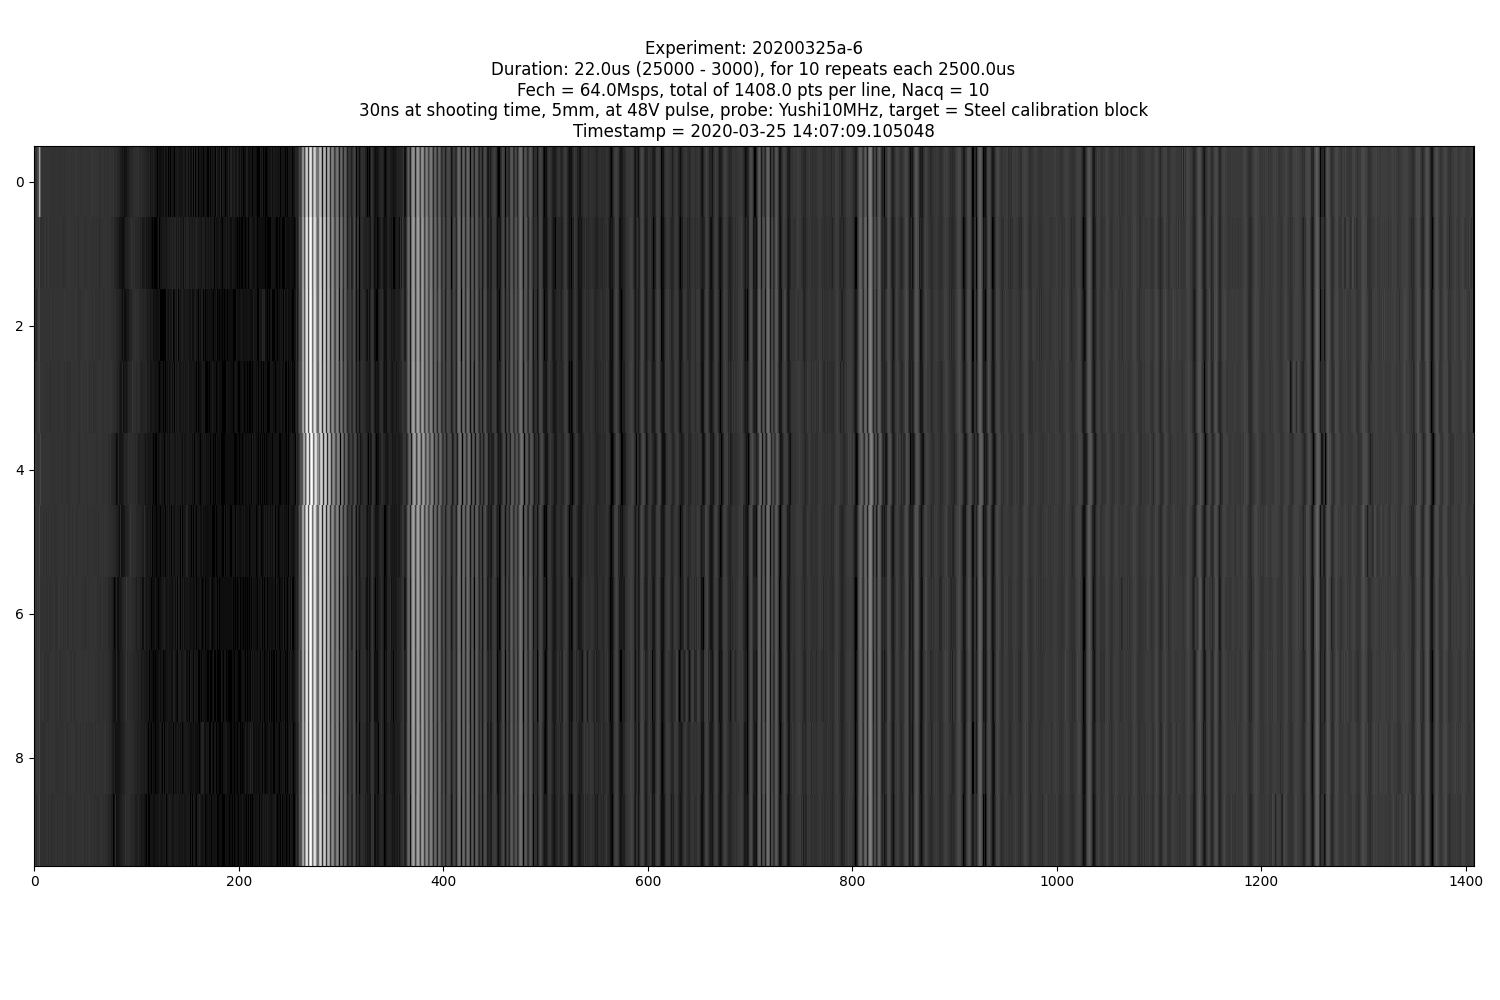 Experiment: 20200325a-6
Duration: 22.0us (25000 - 3000), for 10 repeats each 2500.0us
Fech = 64.0Msps, total of 1408.0 pts per line, Nacq = 10
30ns at shooting time, 5mm, at 48V pulse, probe: Yushi10MHz, target = Steel calibration block
Timestamp = 2020-03-25 14:07:09.105048
0
2
4
6
8
0 200 400 600 800 1000 1200 1400